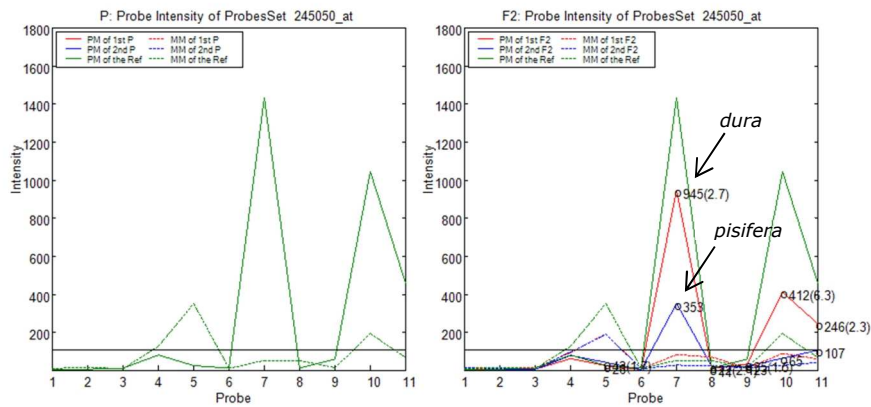 P: Probe Intensity of ProbesSet 245050_at
PM of 1st P MM of 1st P
PM of 2nd P MM of 2nd P
PM of the Ref MM of the Ref
Intensity
1800
1600
1400
1200
1000
800
600
400
200
1 2 3 4 5 6 7 8 9 10 11
Probe
F2: Probe Intensity of ProbesSet 245050_at
PM of 1st F2 MM of 1st F2
PM of 2nd F2 MM of 2nd F2
PM of the Ref MM of the Ref
Intensity
1800
1600
1400
1200
1000
800
600
400
200
dura
945(2.7)
pisifera
353
412(6.3)
246(2.3)
107
65
1 2 3 4 5 6 7 8 9 10 11
Probe